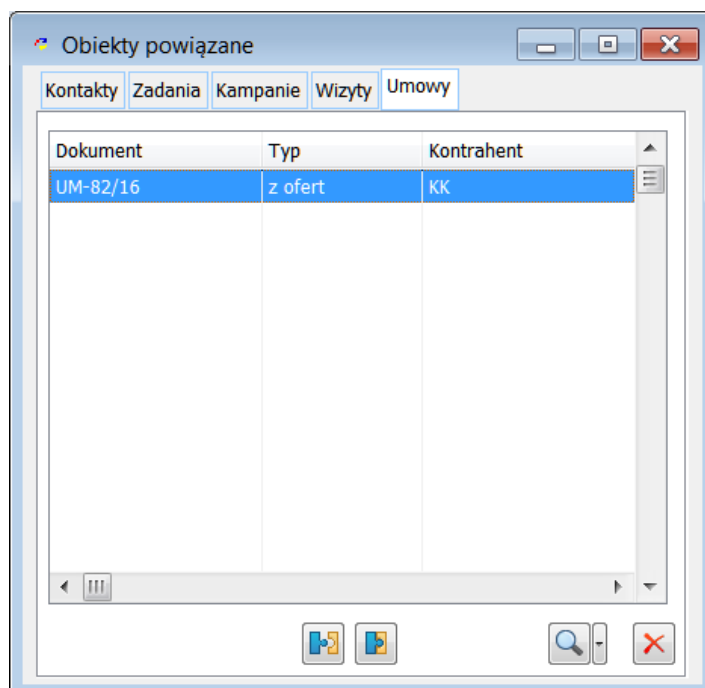 Obiekty powiązane
Kontakty Zadania Kampanie Wizyty Umowy
Dokument Typ Kontrahent
UM-82/16 z ofert KK